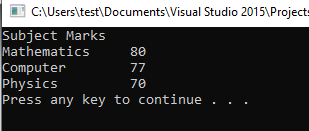 C:\Users\test\Documents\Visual Studio 2015\Projects
Subject Marks
Mathematics     80
Computer        77
Physics         70
Press any key to continue . . .